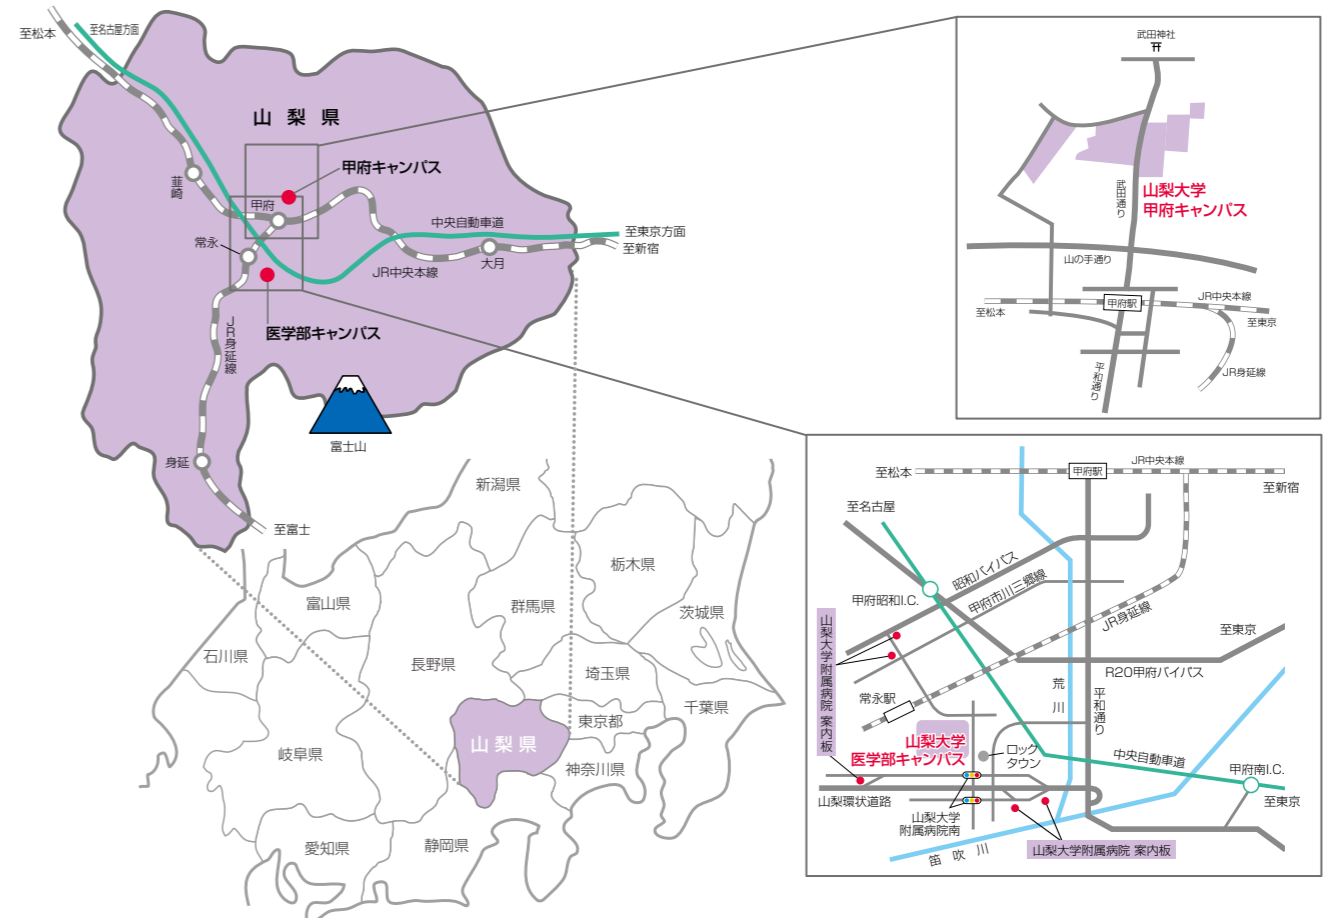 至松本
至名古屋方面
山梨県
甲府キャンパス
韮崎
甲府
中央自動車道
至東京方面
至新宿
常永
大月
JR中央本線
医学部キャンパス
JR身延線
富士山
身延
至富士
新潟県
富山県
石川県
栃木県
群馬県
茨城県
長野県
埼玉県
千葉県
東京都
岐阜県
山梨県
神奈川県
愛知県
静岡県
武田神社
武田通り
山梨大学
甲府キャンパス
山の手通り
甲府駅
JR中央本線
至松本
至東京
JR身延線
平和通り
至松本
甲府駅
JR中央本線
至新宿
至名古屋
昭和バイパス
甲府市川三郷線
甲府昭和I.C.
JR身延線
至東京
R20甲府バイパス
山梨大学附属病院 案内板
常永駅
荒川
平和通り
山梨大学
医学部キャンパス
ロック
タウン
中央自動車道
甲府南I.C.
至東京
山梨環状道路
山梨大学
附属病院南
山梨大学附属病院 案内板
笛吹川